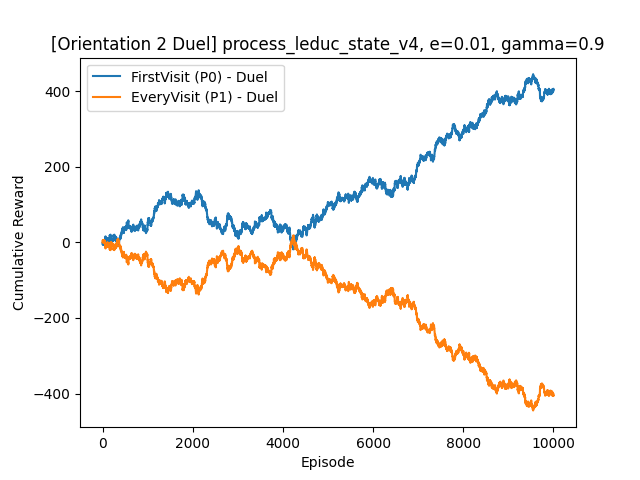 [Orientation 2 Duel] process_leduc_state_v4, e=0.01, gamma=0.9
FirstVisit (P0) - Duel
EveryVisit (P1) - Duel
Cumulative Reward
400
200
0
−200
−400
0 2000 4000 6000 8000 10000
Episode